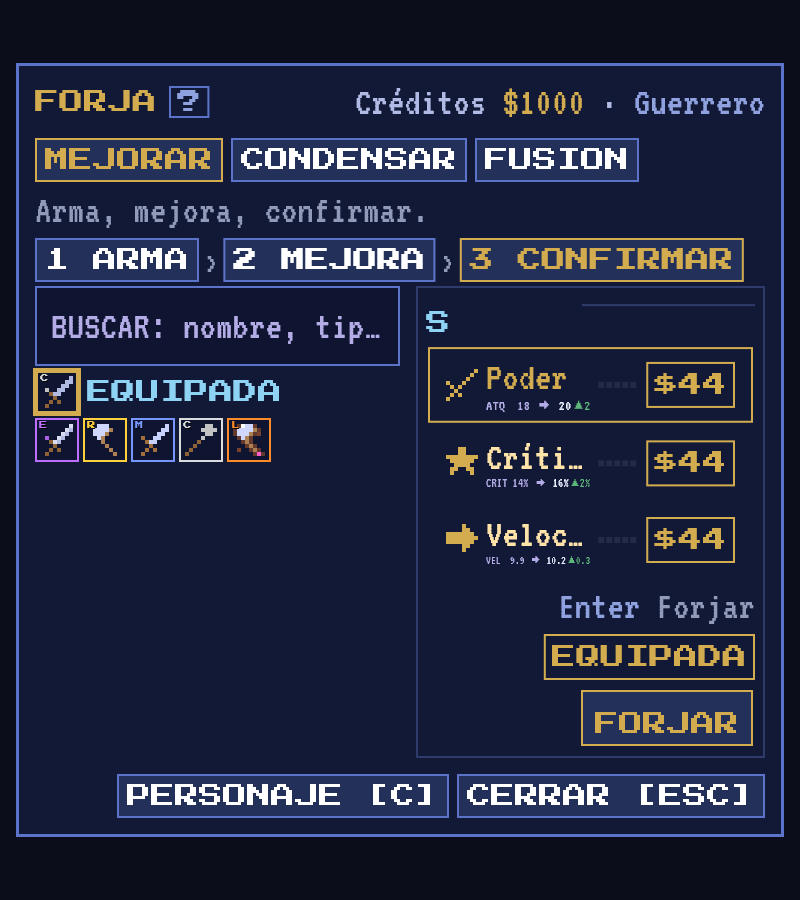 FORJA ? Créditos $1000 · Guerrero
MEJORAR CONDENSAR FUSION
Arma, mejora, confirmar.
1 ARMA › 2 MEJORA › 3 CONFIRMAR
BUSCAR: nombre, tip…
C EQUIPADA
E R M C L
S
Poder $44
ATQ 18 → 20 ▲2
Críti… $44
CRIT 14% → 16% ▲2%
Veloc… $44
VEL 9.9 → 10.2 ▲0.3
Enter Forjar
EQUIPADA
FORJAR
PERSONAJE [C] CERRAR [ESC]